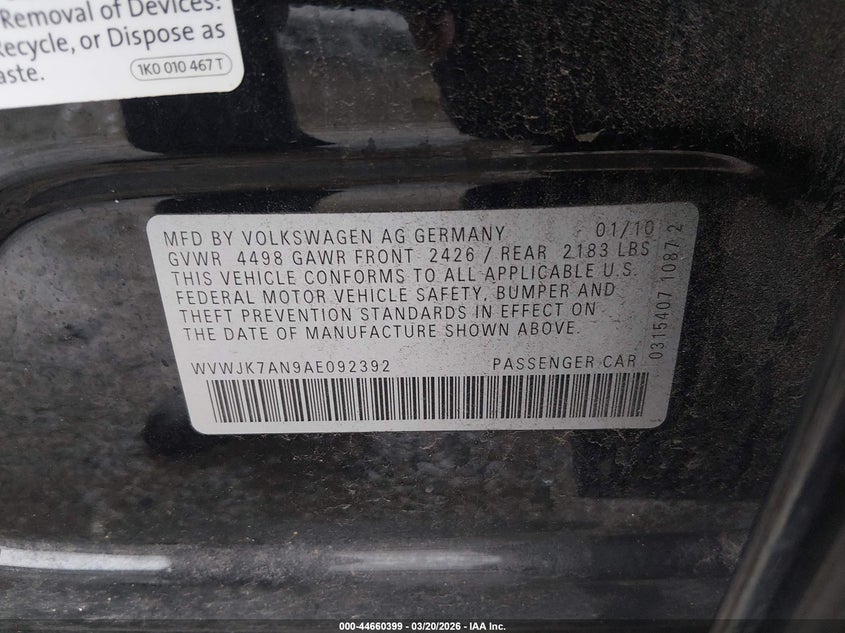 Removal of Devices:
Recycle, or Dispose as
aste.
1K0 010 467 T
MFD BY VOLKSWAGEN AG GERMANY 01/10
GVWR 4498 GAWR FRONT 2426 / REAR 2183 LBS
THIS VEHICLE CONFORMS TO ALL APPLICABLE U.S.
FEDERAL MOTOR VEHICLE SAFETY, BUMPER AND
THEFT PREVENTION STANDARDS IN EFFECT ON
THE DATE OF MANUFACTURE SHOWN ABOVE.
WVWJK7AN9AE092392 PASSENGER CAR
0315407 1087 2
000-44660399 — 03/20/2026 — IAA Inc.